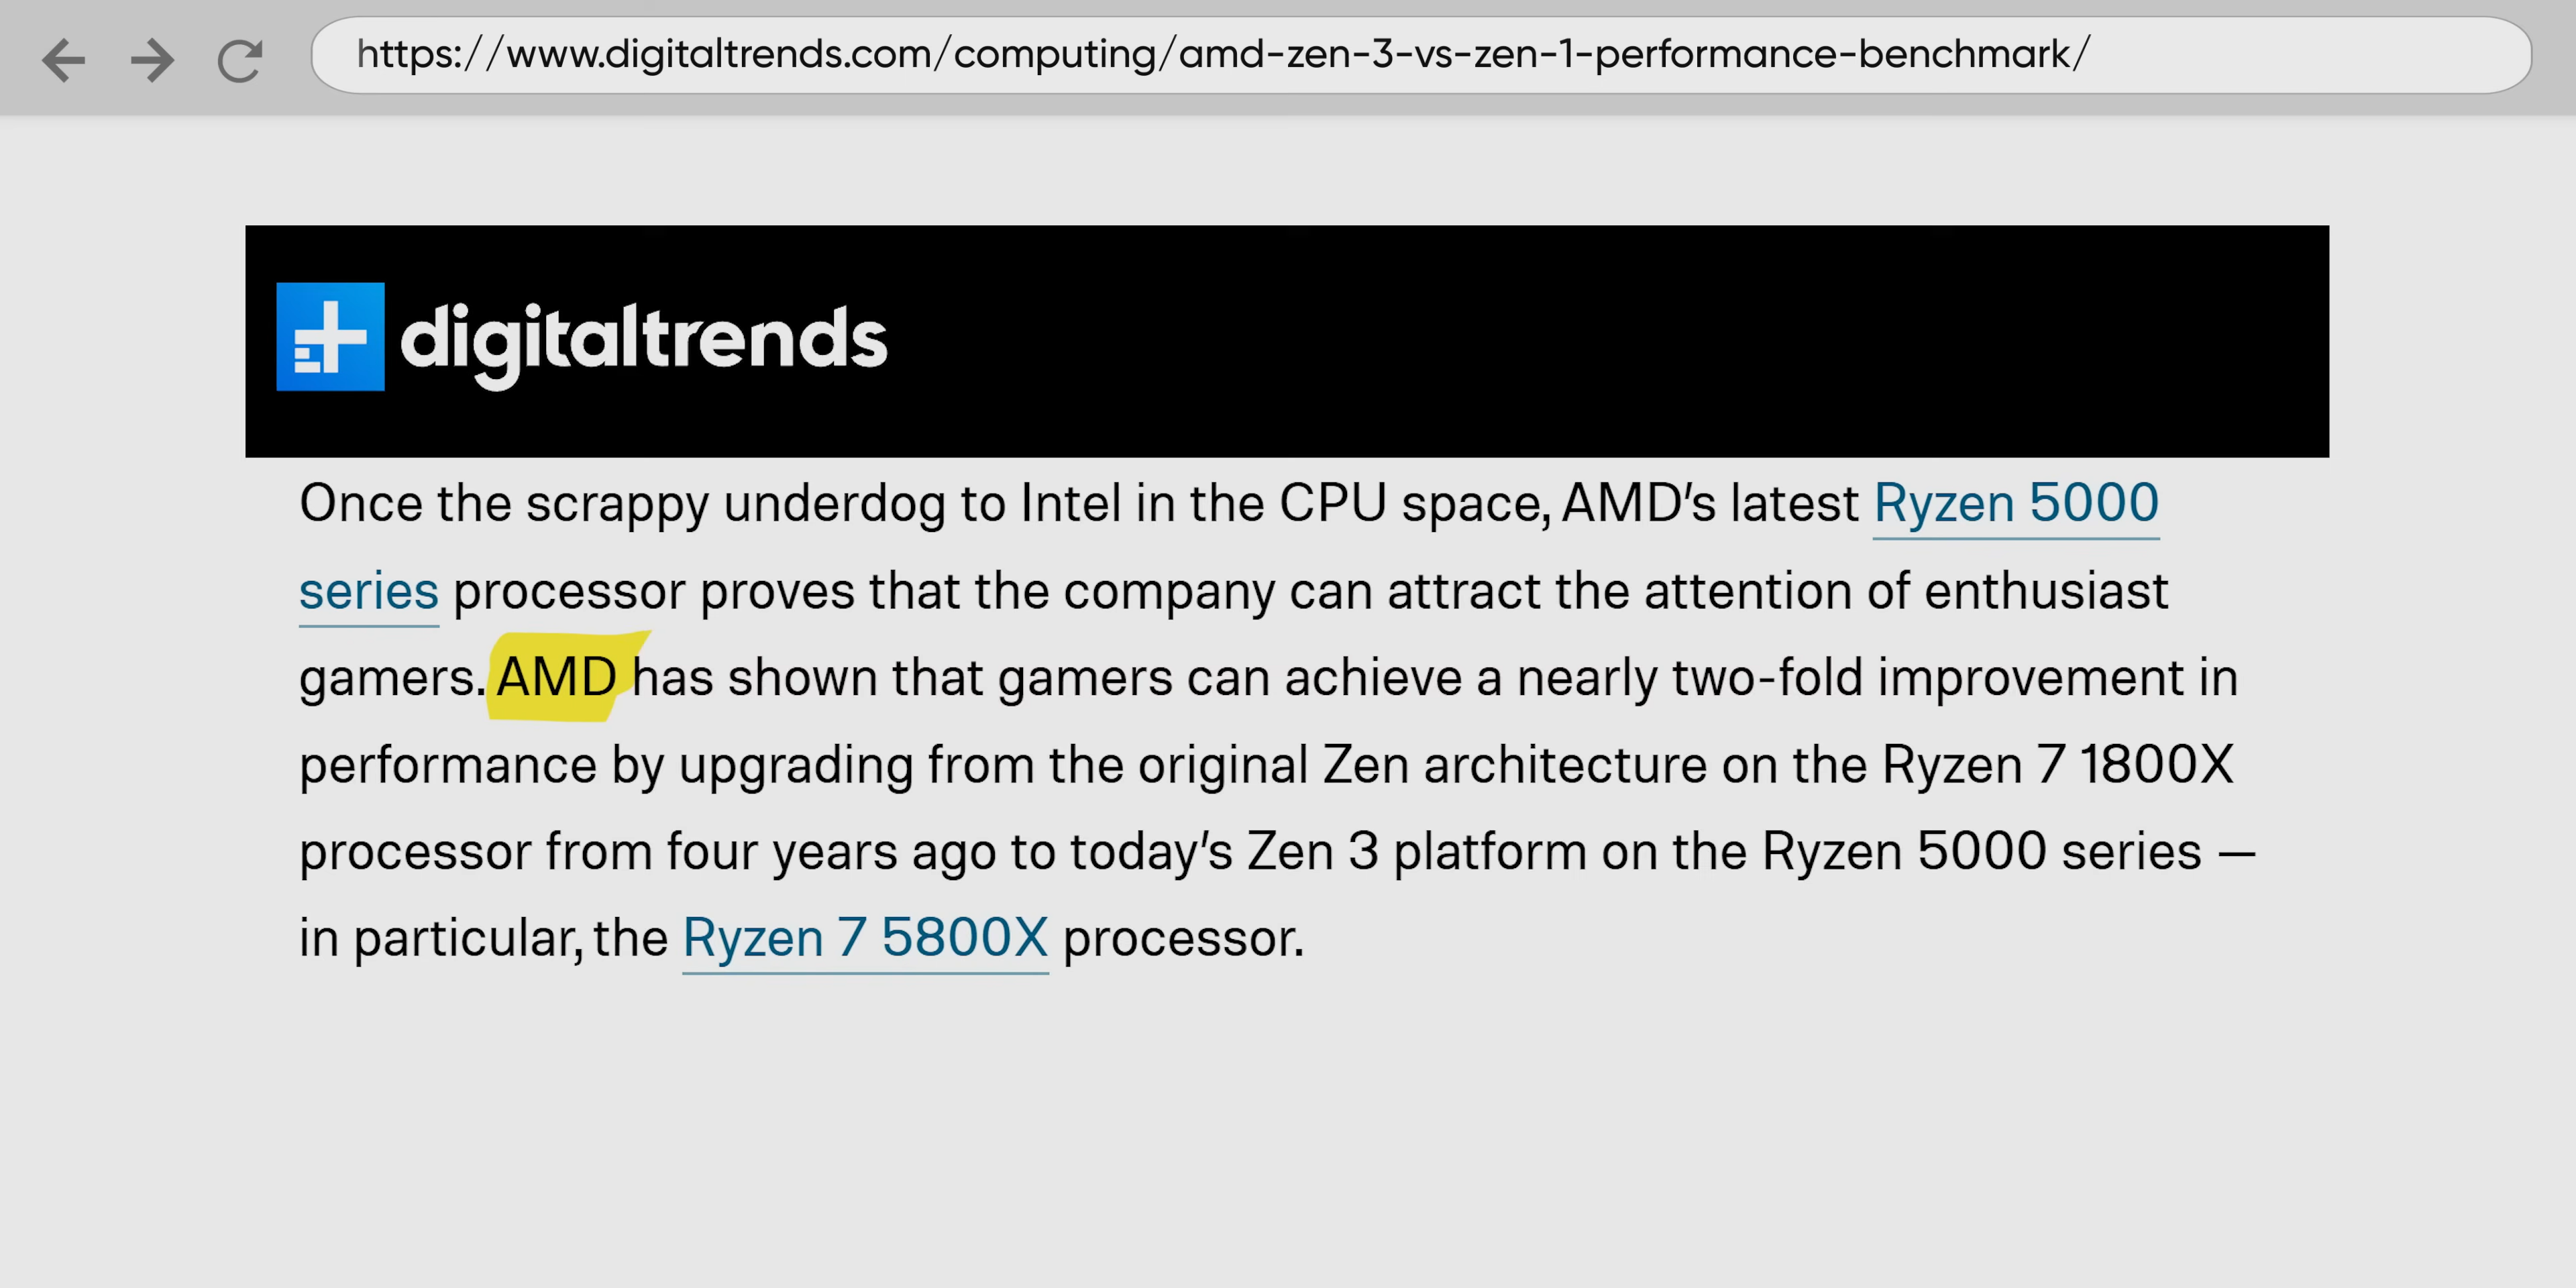 https://www.digitaltrends.com/computing/amd-zen-3-vs-zen-1-performance-benchmark/
digitaltrends
Once the scrappy underdog to Intel in the CPU space, AMD's latest Ryzen 5000
series processor proves that the company can attract the attention of enthusiast
gamers. AMD has shown that gamers can achieve a nearly two-fold improvement in
performance by upgrading from the original Zen architecture on the Ryzen 7 1800X
processor from four years ago to today's Zen 3 platform on the Ryzen 5000 series —
in particular, the Ryzen 7 5800X processor.